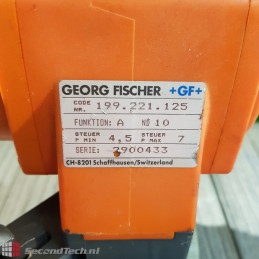 GEORG FISCHER +GF+
CODE NR. 199.221.125
FUNKTION: A NG 10
STEUER P MIN 4,5 STEUER P MAX 7
SERIE: 2900433
CH-8201 Schaffhausen/Switzerland
SecondTech.nl